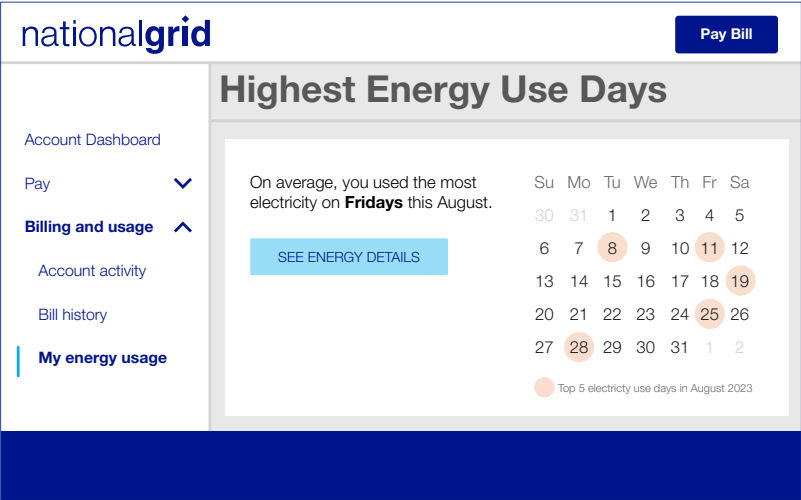 nationalgrid
Pay Bill
Highest Energy Use Days
Account Dashboard
Pay
Billing and usage
Account activity
Bill history
My energy usage
On average, you used the most
electricity on Fridays this August.
SEE ENERGY DETAILS
Su Mo Tu We Th Fr Sa
30 31 1 2 3 4 5
6 7 8 9 10 11 12
13 14 15 16 17 18 19
20 21 22 23 24 25 26
27 28 29 30 31 1 2
Top 5 electricty use days in August 2023